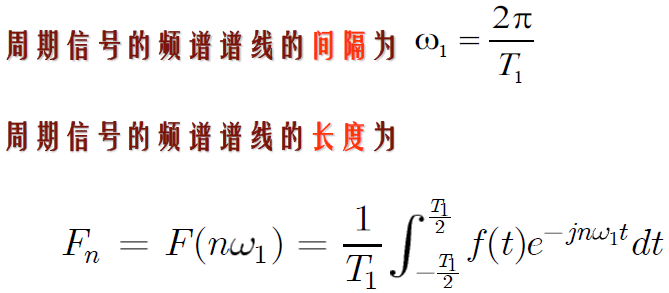 周期信号的频谱谱线的间隔为 ω₁ = 2π/T₁
周期信号的频谱谱线的长度为
Fₙ = F(nω₁) = 1/T₁ ∫_{-T₁/2}^{T₁/2} f(t)e^{-jnω₁t}dt